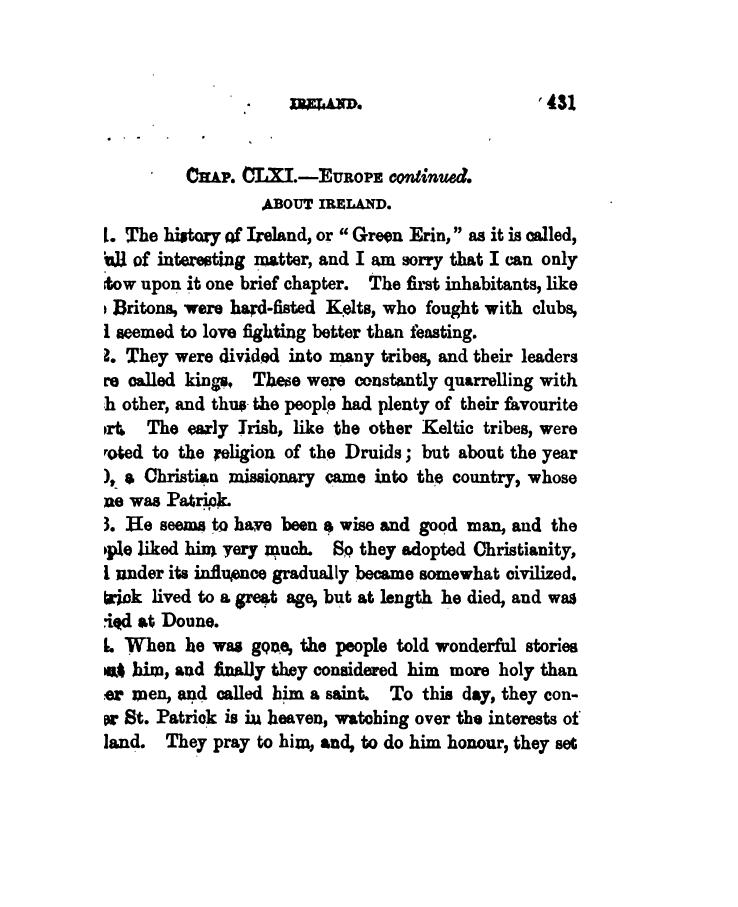 IRELAND. 431
CHAP. CLXI.—EUROPE continued.
ABOUT IRELAND.
1. The history of Ireland, or "Green Erin," as it is called,
of interesting matter, and I am sorry that I can only
tow upon it one brief chapter. The first inhabitants, like
Britons, were hard-fisted Kelts, who fought with clubs,
seemed to love fighting better than feasting.
2. They were divided into many tribes, and their leaders
re called kings. These were constantly quarrelling with
h other, and thus the people had plenty of their favourite
rt. The early Irish, like the other Keltic tribes, were
oted to the religion of the Druids; but about the year
), a Christian missionary came into the country, whose
ne was Patrick.
3. He seems to have been a wise and good man, and the
ple liked him very much. So they adopted Christianity,
under its influence gradually became somewhat civilized.
trick lived to a great age, but at length he died, and was
ried at Doune.
4. When he was gone, the people told wonderful stories
him, and finally they considered him more holy than
er men, and called him a saint. To this day, they con-
er St. Patrick is in heaven, watching over the interests of
land. They pray to him, and, to do him honour, they set